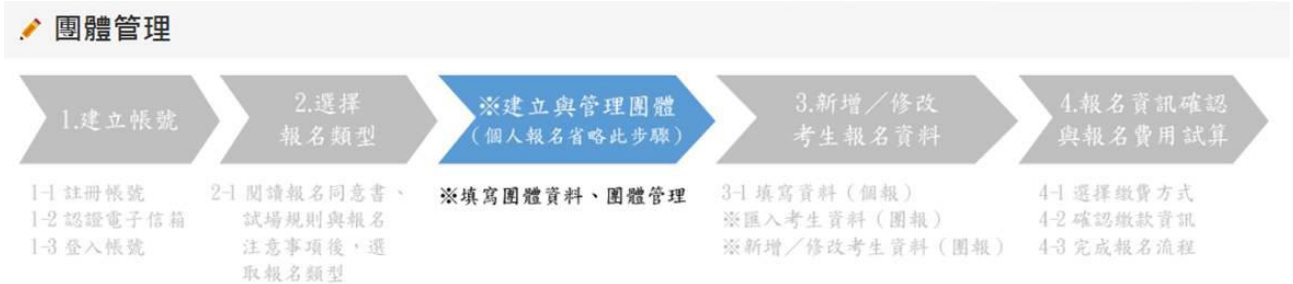 團體管理
1.建立帳號
2.選擇
報名類型
※建立與管理團體
(個人報名省略此步驟)
3.新增／修改
考生報名資料
4.報名資訊確認
與報名費用試算
1-1 註冊帳號
1-2 認證電子信箱
1-3 登入帳號
2-1 閱讀報名同意書、
試場規則與報名
注意事項後，選
取報名類型
※填寫團體資料、團體管理
3-1 填寫資料（個報）
※匯入考生資料（團報）
※新增／修改考生資料（團報）
4-1 選擇繳費方式
4-2 確認繳款資訊
4-3 完成報名流程